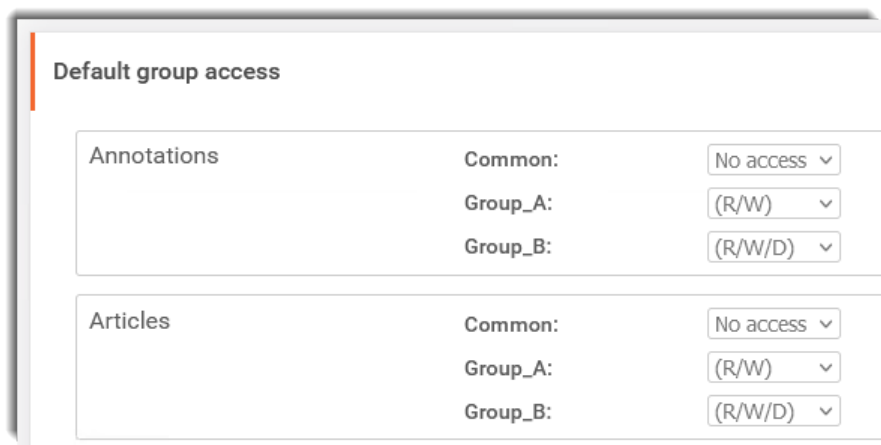 Default group access
Annotations Common: No access
Group_A: (R/W)
Group_B: (R/W/D)
Articles Common: No access
Group_A: (R/W)
Group_B: (R/W/D)